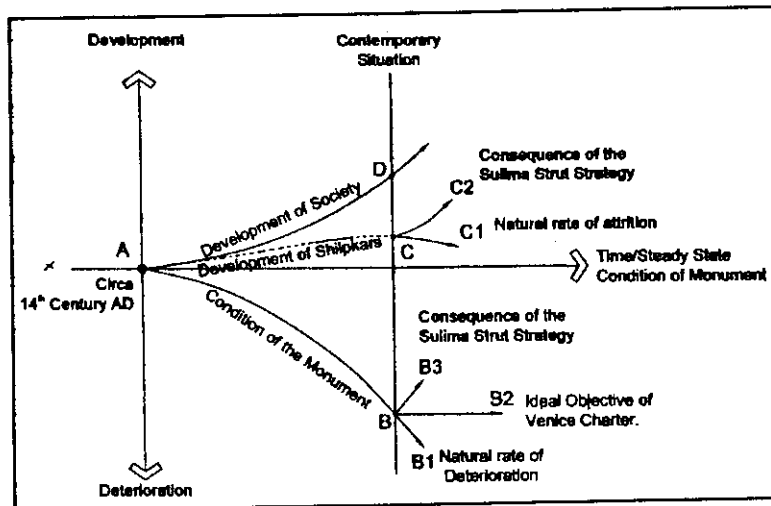 Development
Contemporary
Situation
D
Consequence of the
Sulima Strut Strategy
C2
Development of Society
C1 Natural rate of attrition
A
Development of Shilpkars
C
Time/Steady State
Condition of Monument
Circa
14th Century AD
Condition of the Monument
Consequence of the
Sulima Strut Strategy
B3
B2 Ideal Objective of
Venice Charter.
B
B1 Natural rate of
Deterioration
Deterioration